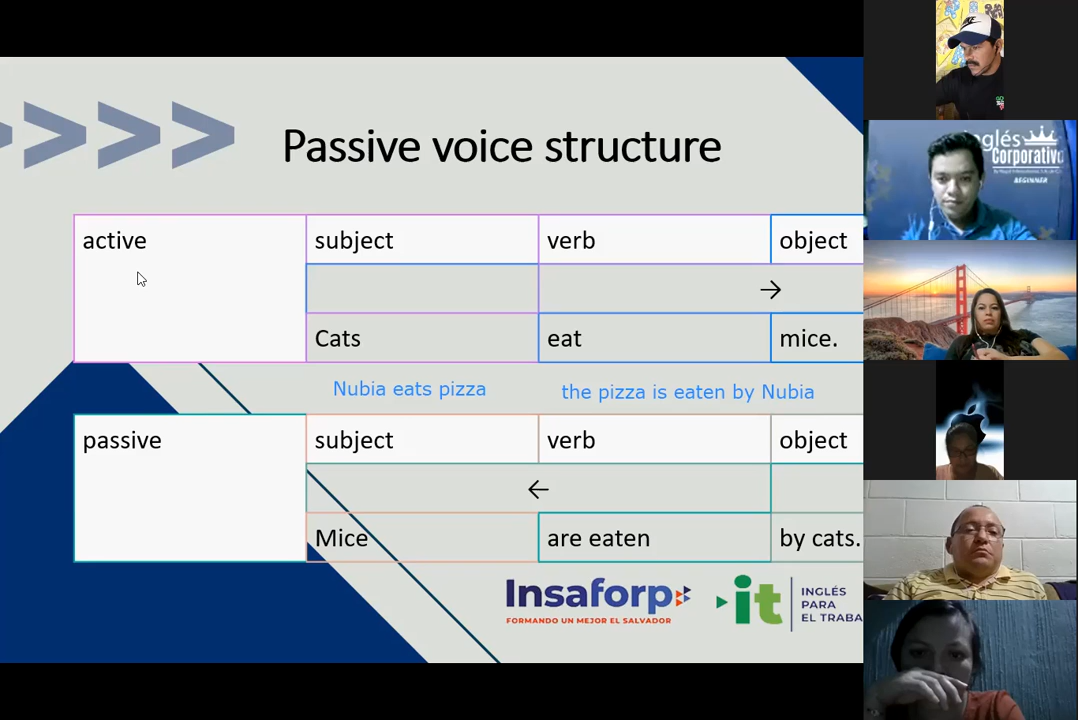 >>>>
Passive voice structure
active
subject
verb
object
→
Cats
eat
mice.
Nubia eats pizza
the pizza is eaten by Nubia
passive
subject
verb
object
←
Mice
are eaten
by cats.
Insaforp
FORMANDO UN MEJOR EL SALVADOR
it
INGLÉS
PARA
EL TRABA
nglés
Corporativo
BEGINNER